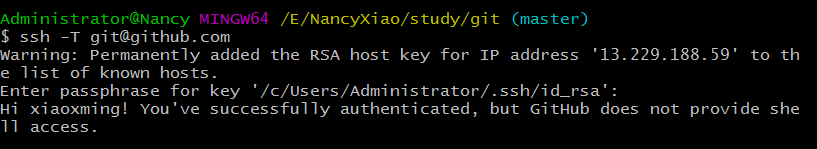 Administrator@Nancy MINGW64 /E/NancyXiao/study/git (master)
$ ssh -T git@github.com
Warning: Permanently added the RSA host key for IP address '13.229.188.59' to th
e list of known hosts.
Enter passphrase for key '/c/Users/Administrator/.ssh/id_rsa':
Hi xiaoxming! You've successfully authenticated, but GitHub does not provide she
ll access.